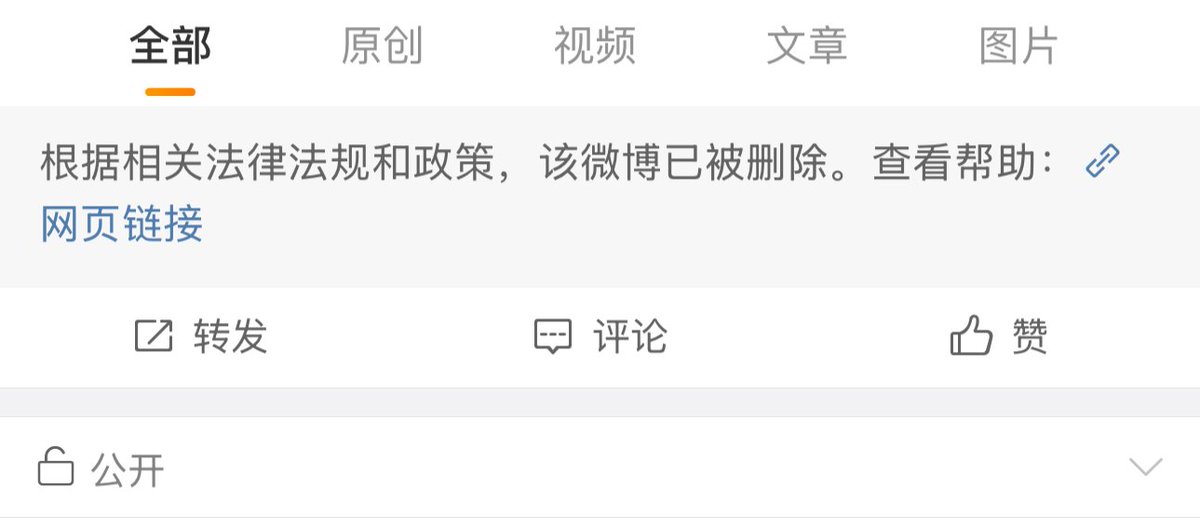 全部 原创 视频 文章 图片
根据相关法律法规和政策，该微博已被删除。查看帮助：
网页链接
转发 评论 赞
公开